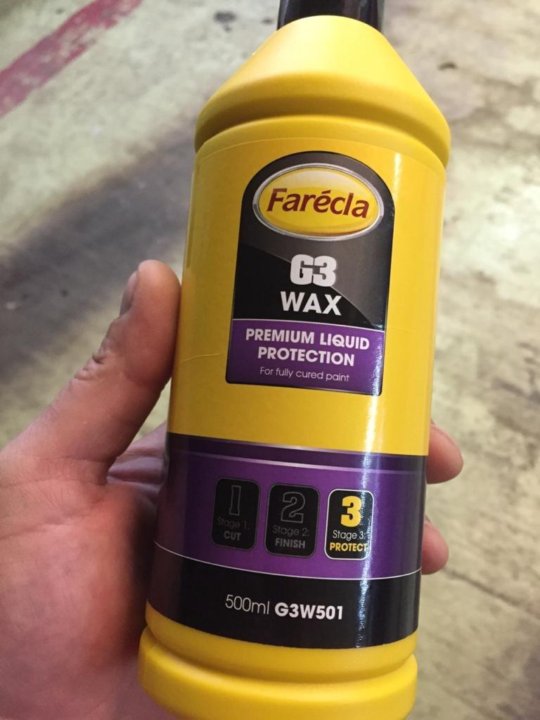 Farécla
G3
WAX
PREMIUM LIQUID
PROTECTION
For fully cured paint
1 2 3
Stage 1: Stage 2: Stage 3:
CUT FINISH PROTECT
500ml G3W501